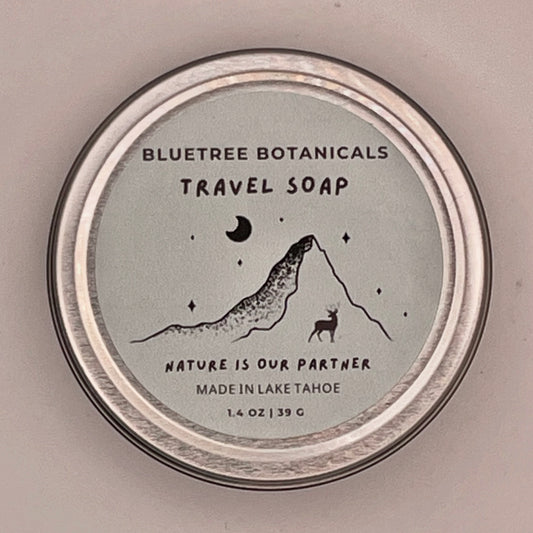 BLUETREE BOTANICALS
TRAVEL SOAP
NATURE IS OUR PARTNER
MADE IN LAKE TAHOE
1.4 OZ | 39 G